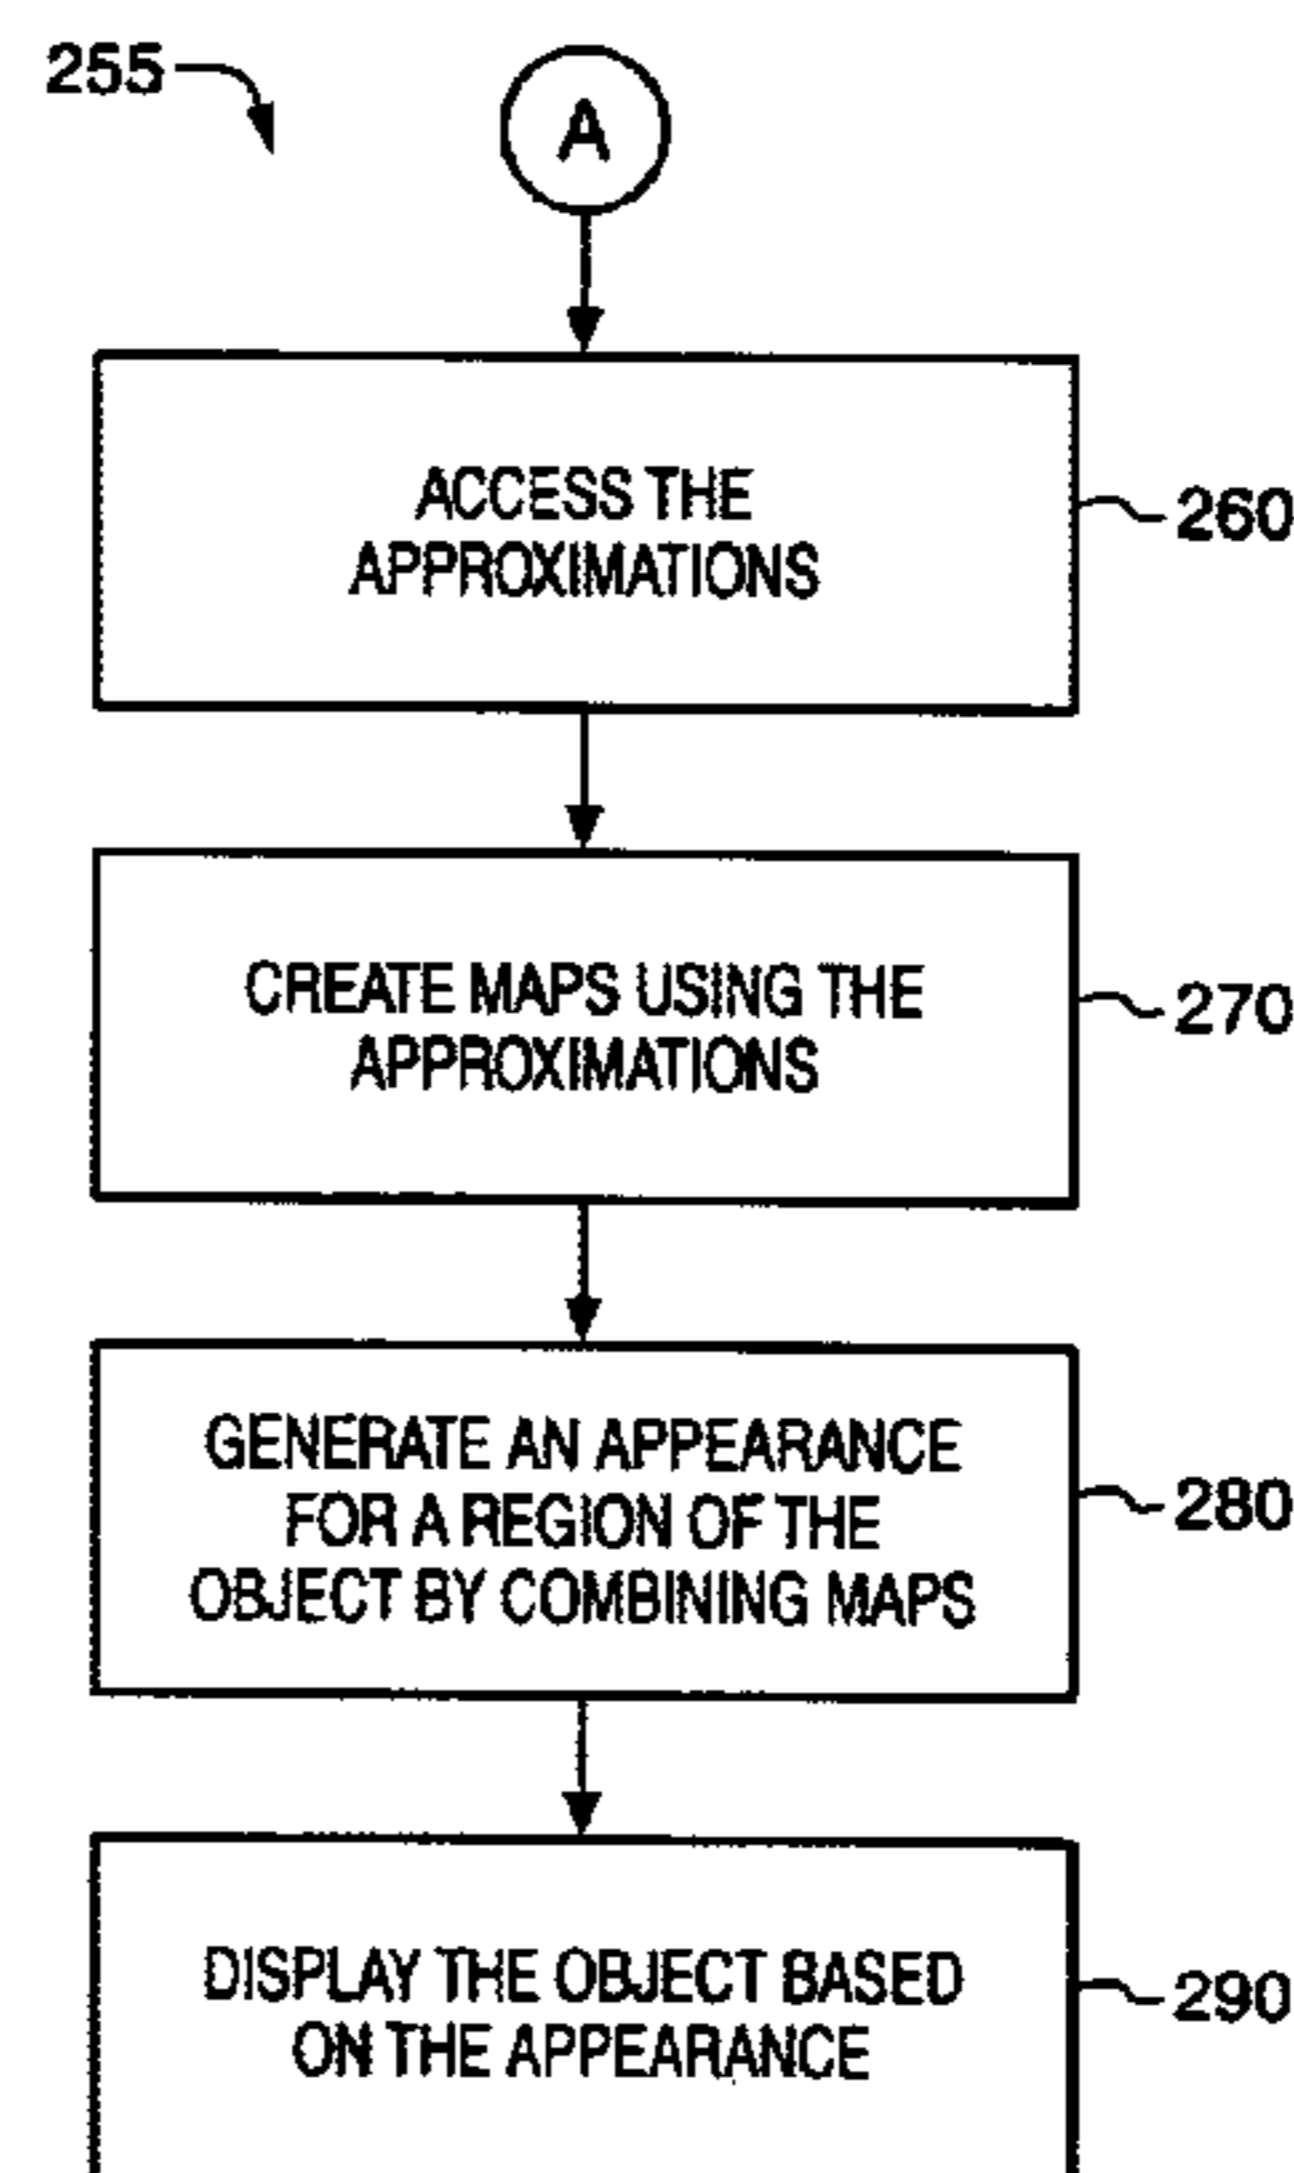 255
A
ACCESS THE
APPROXIMATIONS
260
CREATE MAPS USING THE
APPROXIMATIONS
270
GENERATE AN APPEARANCE
FOR A REGION OF THE
OBJECT BY COMBINING MAPS
280
DISPLAY THE OBJECT BASED
ON THE APPEARANCE
290